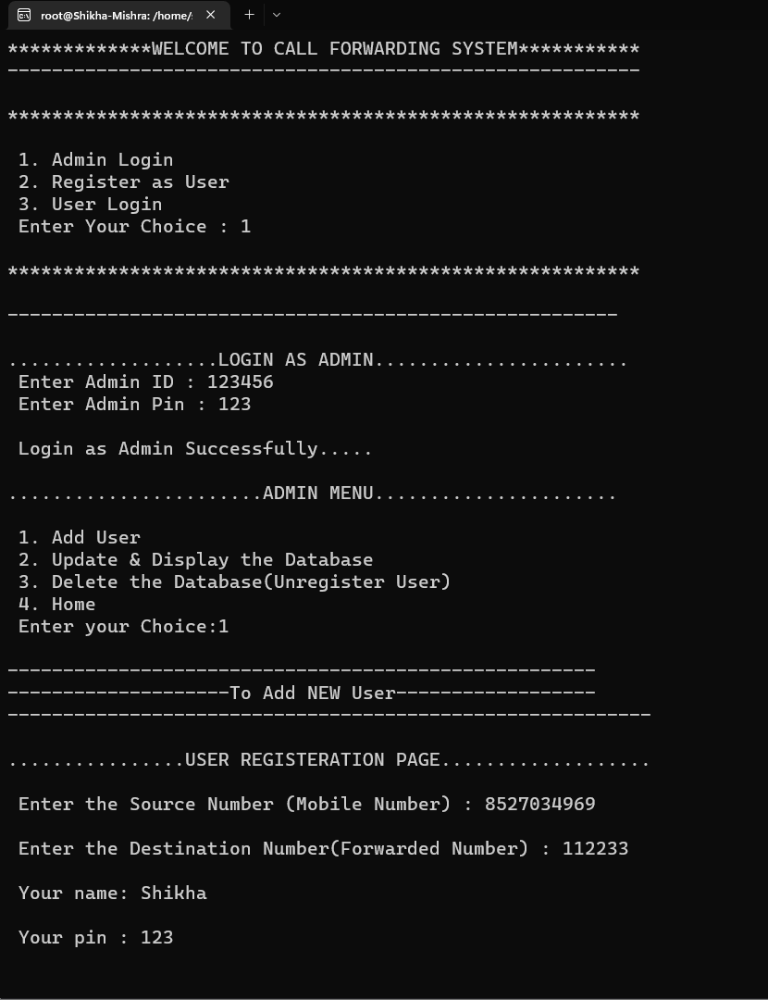 root@Shikha-Mishra: /home/
*************WELCOME TO CALL FORWARDING SYSTEM***********
---------------------------------------------------------
*********************************************************
1. Admin Login
2. Register as User
3. User Login
Enter Your Choice : 1
*********************************************************
-------------------------------------------------------
...................LOGIN AS ADMIN.......................
Enter Admin ID : 123456
Enter Admin Pin : 123
Login as Admin Successfully.....
.......................ADMIN MENU......................
1. Add User
2. Update & Display the Database
3. Delete the Database(Unregister User)
4. Home
Enter your Choice:1
-----------------------------------------------------
--------------------To Add NEW User------------------
----------------------------------------------------------
................USER REGISTERATION PAGE...................
Enter the Source Number (Mobile Number) : 8527034969
Enter the Destination Number(Forwarded Number) : 112233
Your name: Shikha
Your pin : 123